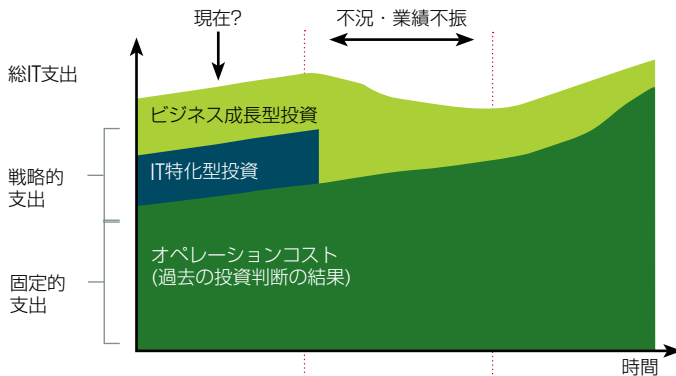 現在?
不況・業績不振
総IT支出
ビジネス成長型投資
IT特化型投資
戦略的
支出
オペレーションコスト
(過去の投資判断の結果)
固定的
支出
時間